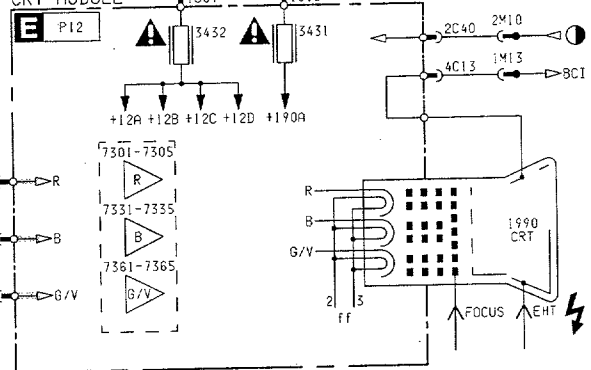 CRT MODULE
E P12
3432 3431
2C40 2M10
4C13 1M13 BCI
+12A +12B +12C +12D +190A
7301-7305
R R
7331-7335
B B
7361-7365
G/V G/V
R
B
G/V
2 3
ff
1990
CRT
FOCUS EHT